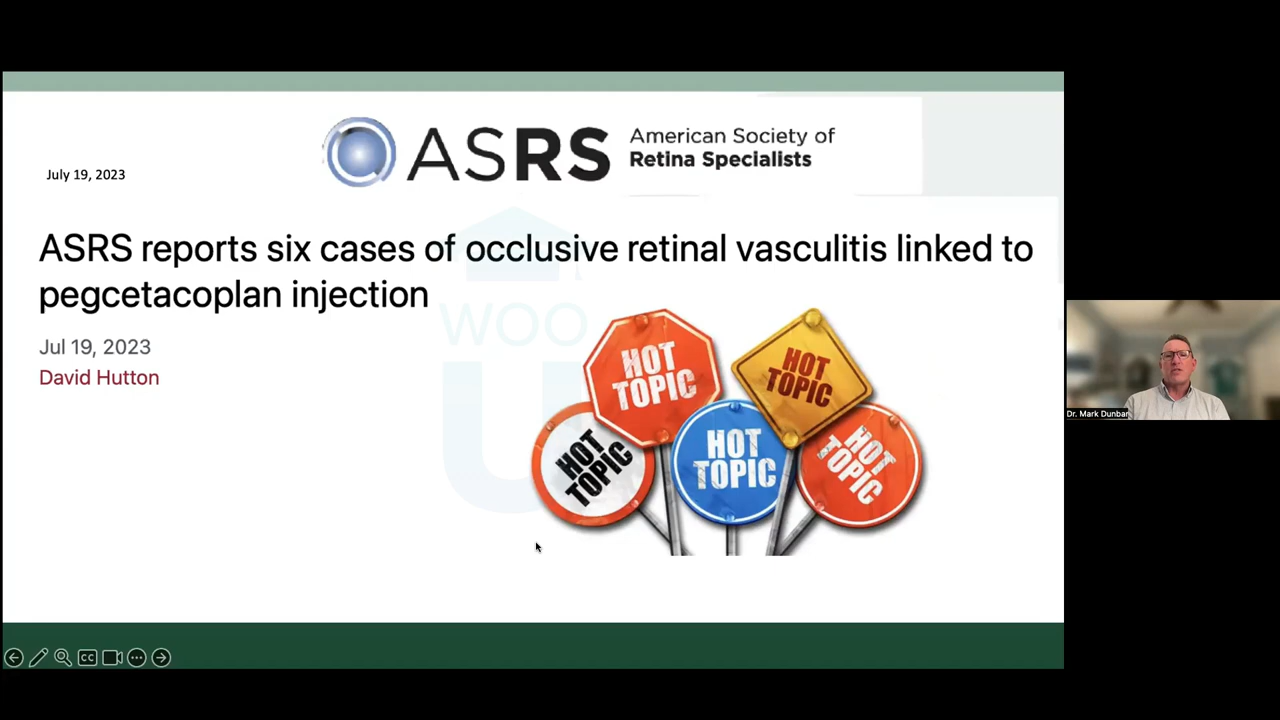 July 19, 2023
ASRS
American Society of
Retina Specialists
ASRS reports six cases of occlusive retinal vasculitis linked to
pegcetacoplan injection
Jul 19, 2023
David Hutton
WOO
U
HOT
TOPIC
HOT
TOPIC
HOT
TOPIC
HOT
TOPIC
HOT
TOPIC
Dr. Mark Dunbar
CC